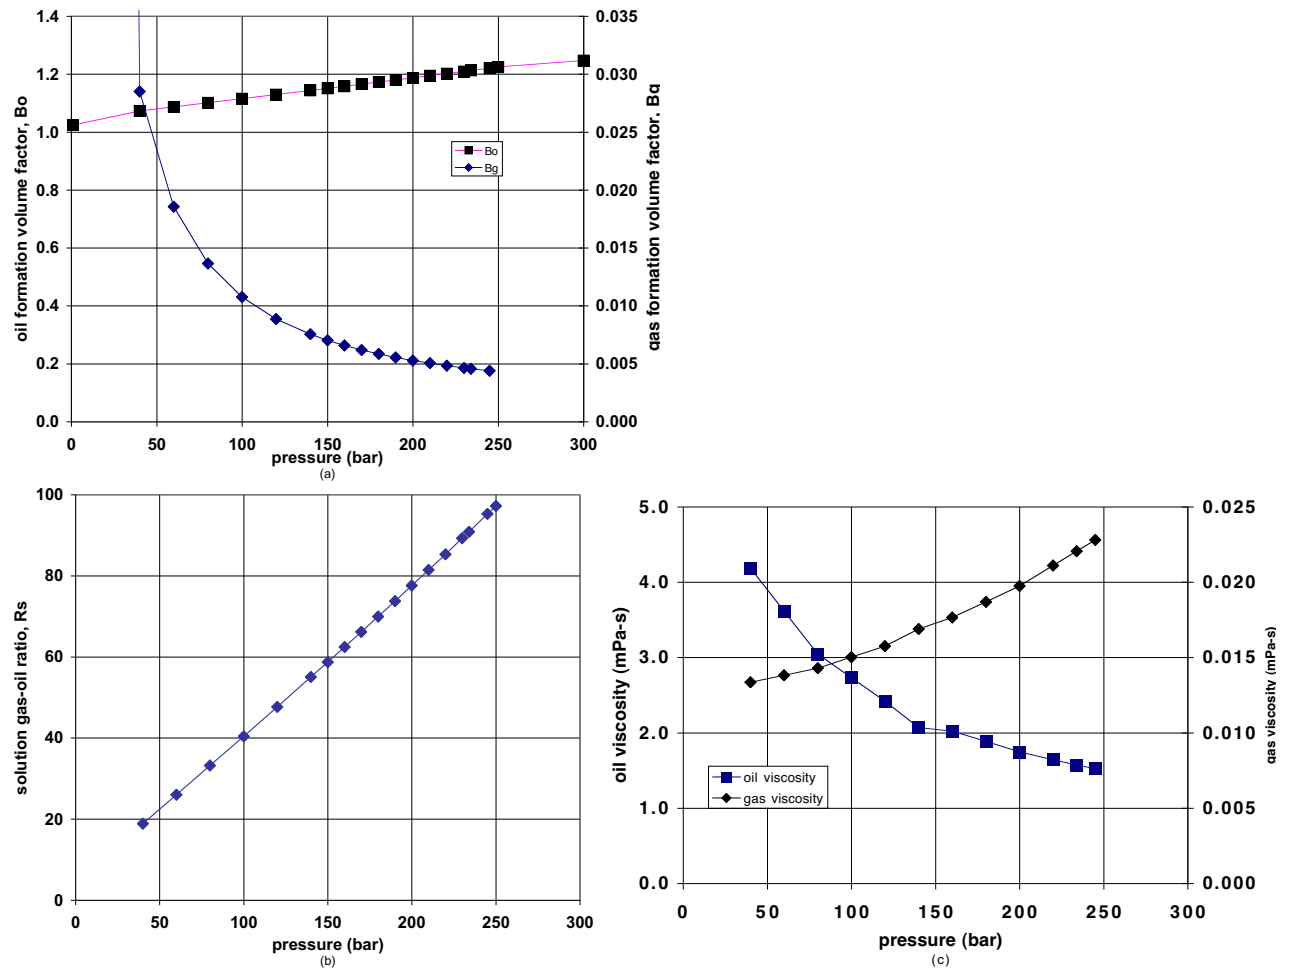 1.4
1.2
1.0
0.8
0.6
0.4
0.2
0.0
oil formation volume factor, Bo
0.035
0.030
0.025
0.020
0.015
0.010
0.005
0.000
gas formation volume factor, Bg
Bo
Bg
0 50 100 150 200 250 300
pressure (bar)
(a)
100
80
60
40
20
0
solution gas-oil ratio, Rs
0 50 100 150 200 250 300
pressure (bar)
(b)
5.0
4.0
3.0
2.0
1.0
0.0
oil viscosity (mPa-s)
0.025
0.020
0.015
0.010
0.005
0.000
gas viscosity (mPa-s)
oil viscosity
gas viscosity
0 50 100 150 200 250 300
pressure (bar)
(c)